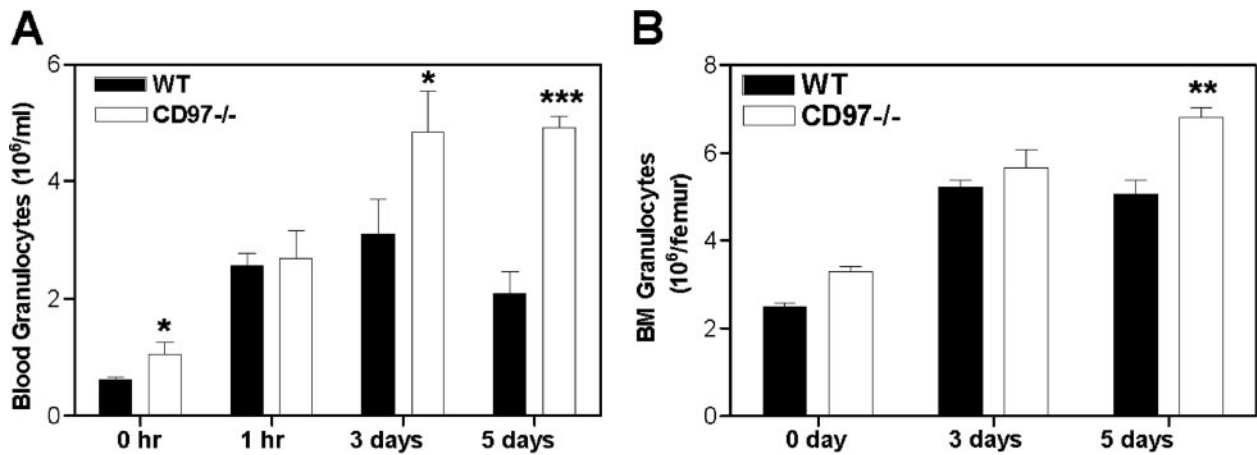 A
Blood Granulocytes (10⁶/ml)
6
4
2
0
WT
CD97-/-
*
*
***
0 hr 1 hr 3 days 5 days
B
BM Granulocytes
(10⁶/femur)
8
6
4
2
0
WT
CD97-/-
**
0 day 3 days 5 days